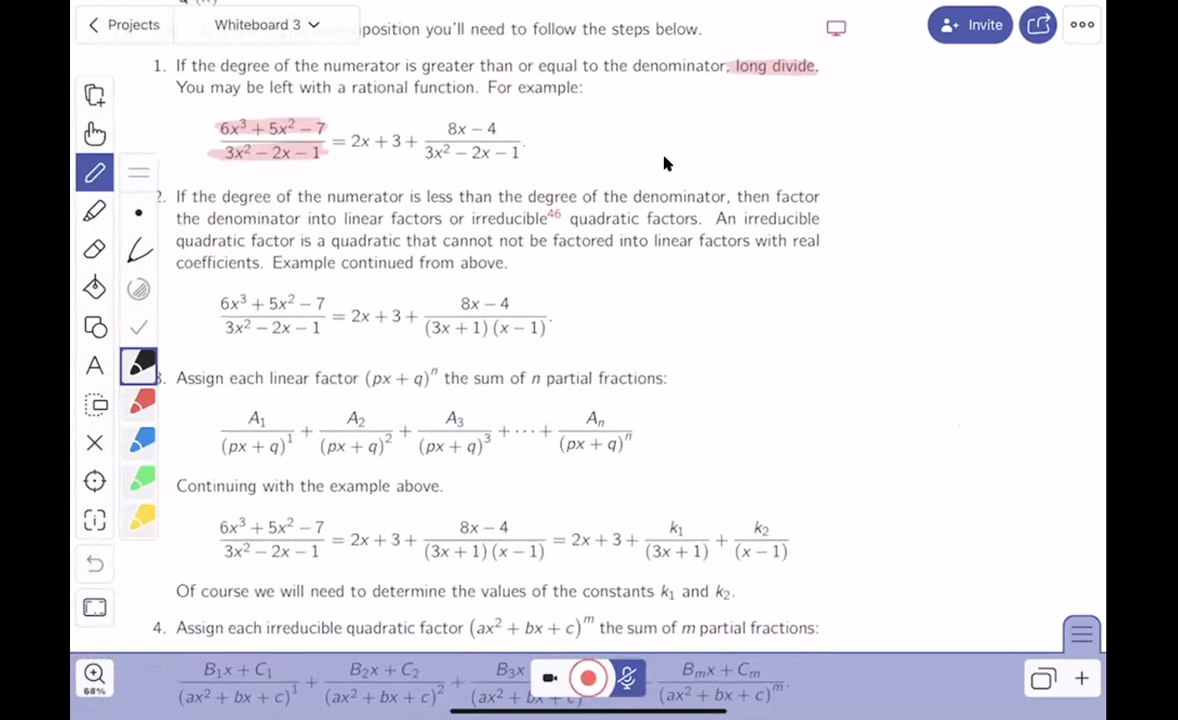 Projects
Whiteboard 3
position you'll need to follow the steps below.
Invite
1. If the degree of the numerator is greater than or equal to the denominator, long divide.
You may be left with a rational function. For example:
(6x³ + 5x² − 7)/(3x² − 2x − 1) = 2x + 3 + (8x − 4)/(3x² − 2x − 1).
2. If the degree of the numerator is less than the degree of the denominator, then factor
the denominator into linear factors or irreducible⁴⁶ quadratic factors. An irreducible
quadratic factor is a quadratic that cannot not be factored into linear factors with real
coefficients. Example continued from above.
(6x³ + 5x² − 7)/(3x² − 2x − 1) = 2x + 3 + (8x − 4)/((3x + 1) (x − 1)).
3. Assign each linear factor (px + q)ⁿ the sum of n partial fractions:
A₁/(px + q)¹ + A₂/(px + q)² + A₃/(px + q)³ + ⋯ + Aₙ/(px + q)ⁿ
Continuing with the example above.
(6x³ + 5x² − 7)/(3x² − 2x − 1) = 2x + 3 + (8x − 4)/((3x + 1) (x − 1)) = 2x + 3 + k₁/(3x + 1) + k₂/(x − 1)
Of course we will need to determine the values of the constants k₁ and k₂.
4. Assign each irreducible quadratic factor (ax² + bx + c)ᵐ the sum of m partial fractions:
(B₁x + C₁)/(ax² + bx + c)¹ + (B₂x + C₂)/(ax² + bx + c)² + B₃x (Bₘx + Cₘ)/(ax² + bx + c)ᵐ.
68%